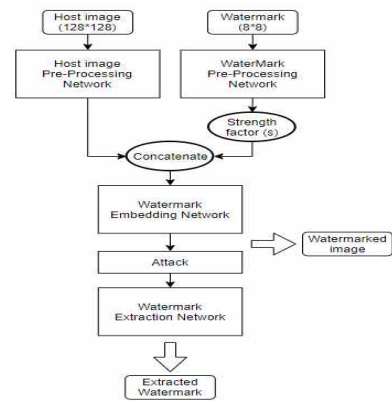 Host image
(128*128)
Watermark
(8*8)
Host image
Pre-Processing
Network
WaterMark
Pre-Processing
Network
Strength
factor (s)
Concatenate
Watermark
Embedding Network
Watermarked
image
Attack
Watermark
Extraction Network
Extracted
Watermark